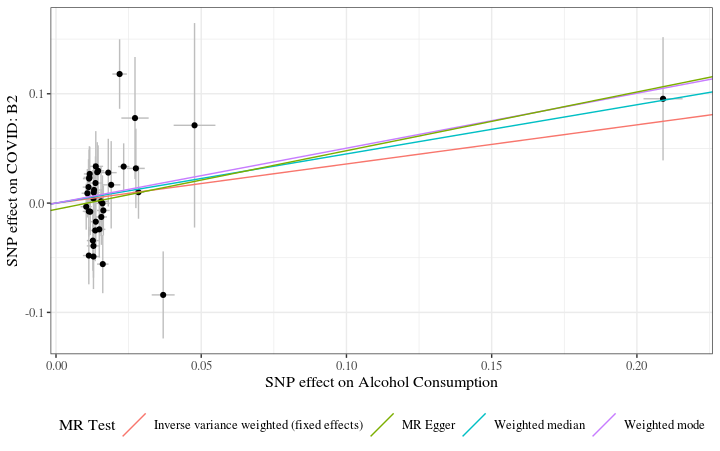 SNP effect on COVID: B2
0.1
0.0
-0.1
0.00 0.05 0.10 0.15 0.20
SNP effect on Alcohol Consumption
MR Test Inverse variance weighted (fixed effects) MR Egger Weighted median Weighted mode